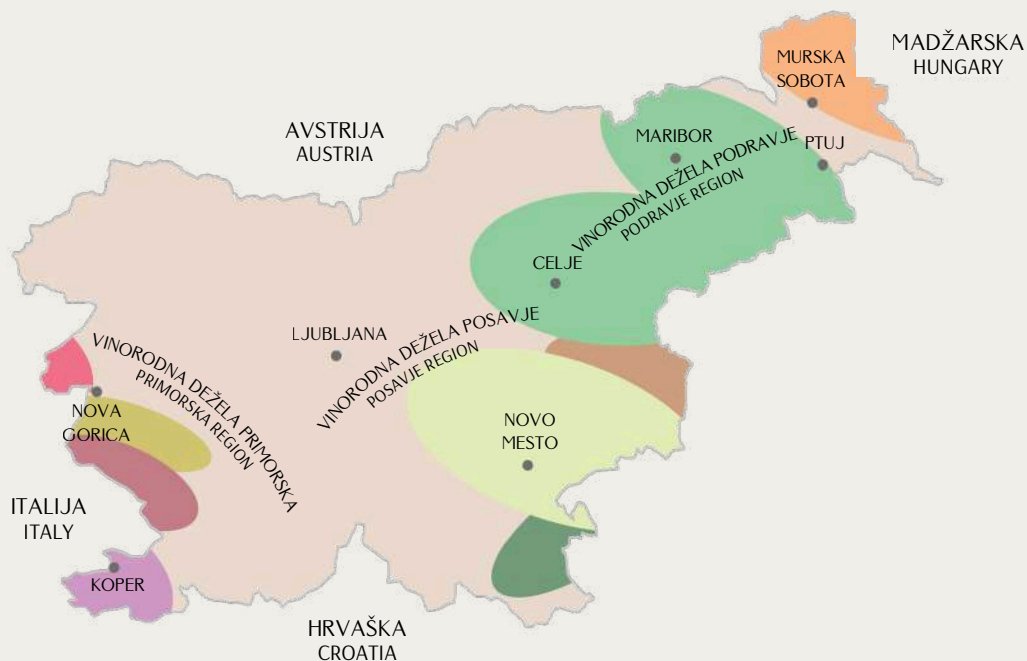 MADŽARSKA
HUNGARY
MURSKA
SOBOTA
AVSTRIJA
AUSTRIA
MARIBOR
PTUJ
VINORODNA DEŽELA PODRAVJE
PODRAVJE REGION
CELJE
LJUBLJANA
VINORODNA DEŽELA POSAVJE
POSAVJE REGION
VINORODNA DEŽELA PRIMORSKA
PRIMORSKA REGION
NOVA
GORICA
NOVO
MESTO
ITALIJA
ITALY
KOPER
HRVAŠKA
CROATIA